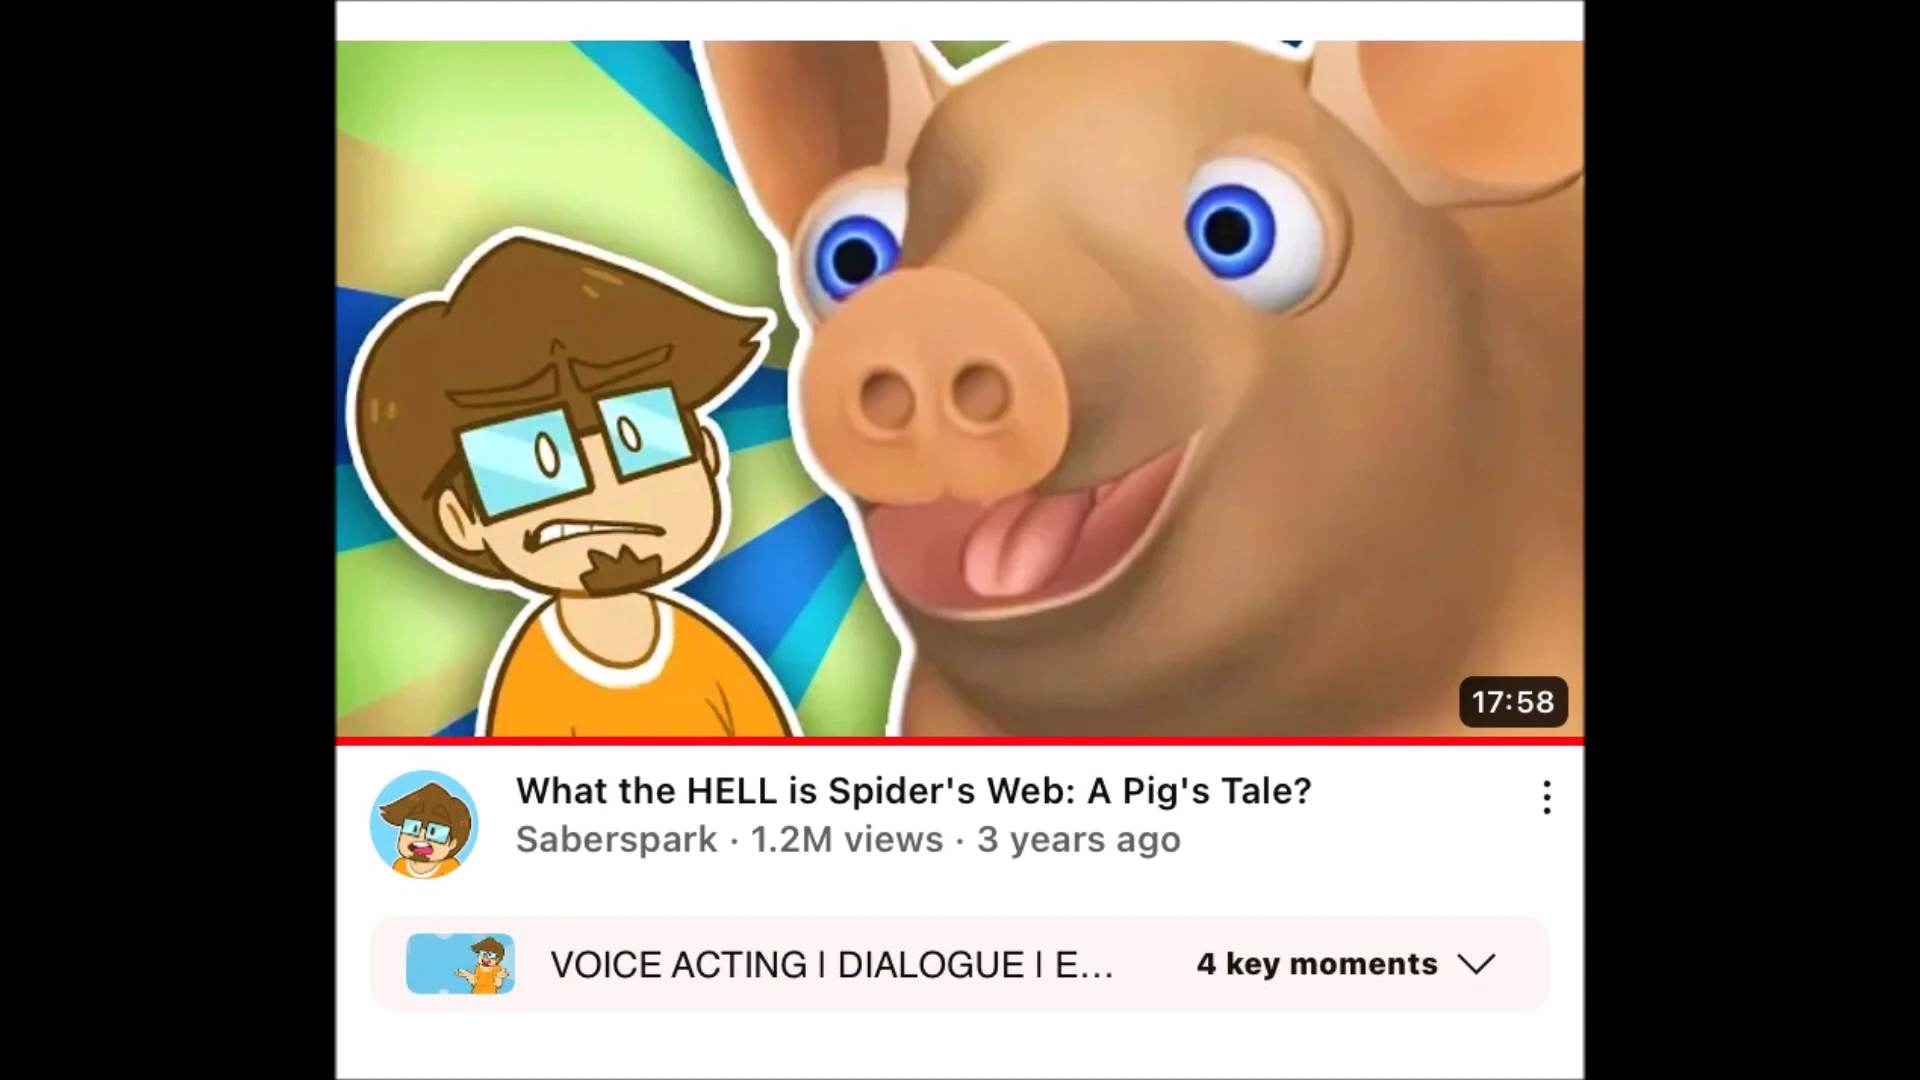 17:58
What the HELL is Spider's Web: A Pig's Tale?
Saberspark · 1.2M views · 3 years ago
VOICE ACTING | DIALOGUE | E... 4 key moments